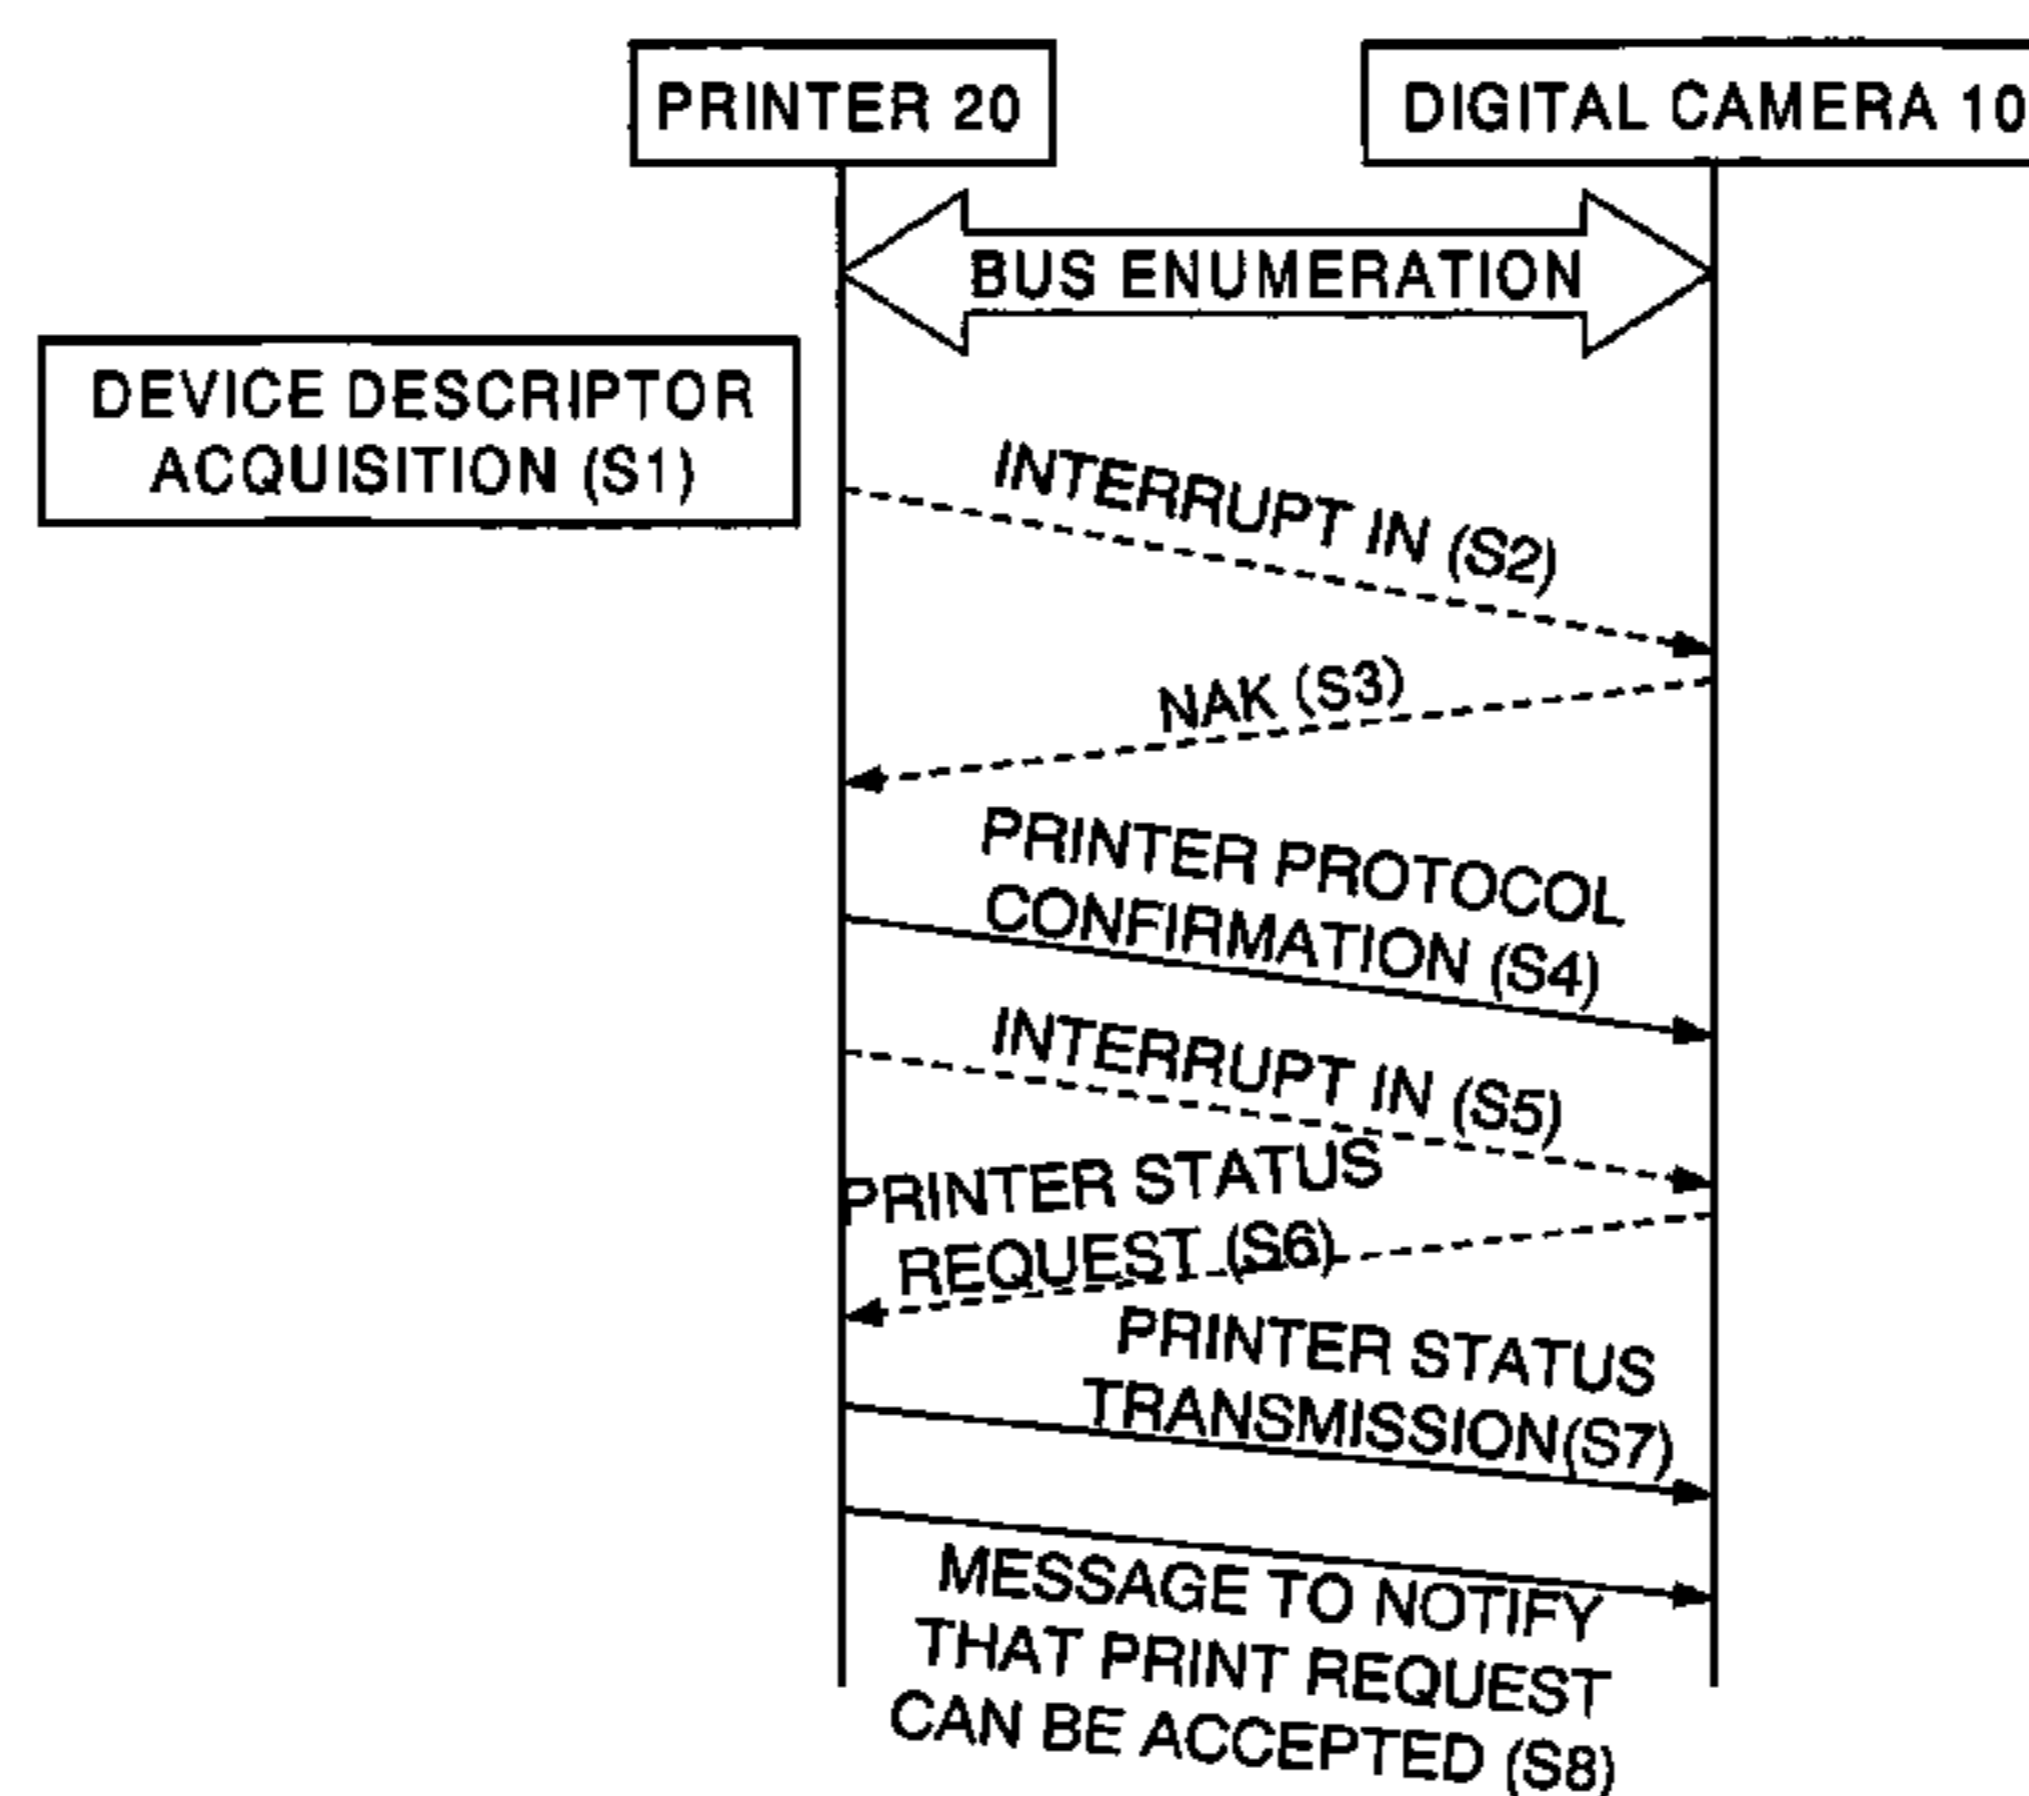 PRINTER 20
DIGITAL CAMERA 10
BUS ENUMERATION
DEVICE DESCRIPTOR
ACQUISITION (S1)
INTERRUPT IN (S2)
NAK (S3)
PRINTER PROTOCOL
CONFIRMATION (S4)
INTERRUPT IN (S5)
PRINTER STATUS
REQUEST (S6)
PRINTER STATUS
TRANSMISSION(S7)
MESSAGE TO NOTIFY
THAT PRINT REQUEST
CAN BE ACCEPTED (S8)